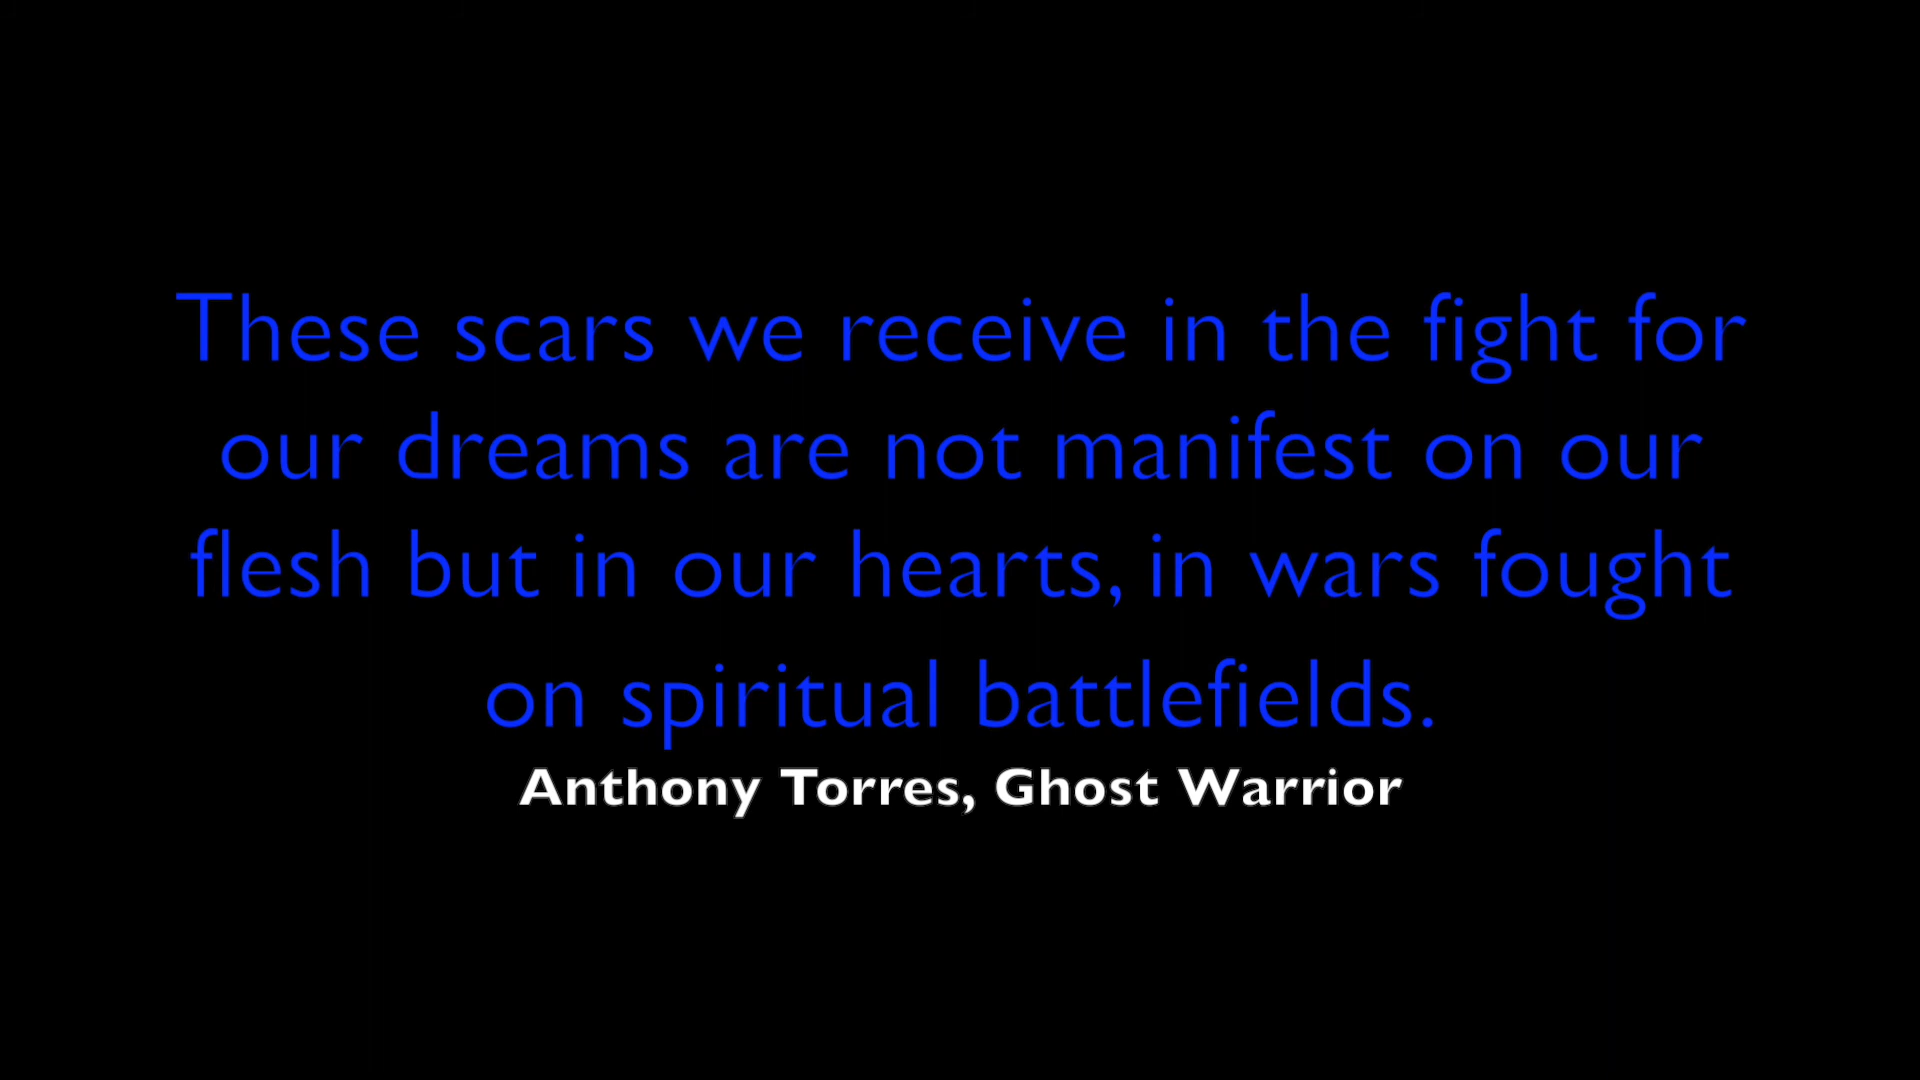 These scars we receive in the fight for
our dreams are not manifest on our
flesh but in our hearts, in wars fought
on spiritual battlefields.
Anthony Torres, Ghost Warrior